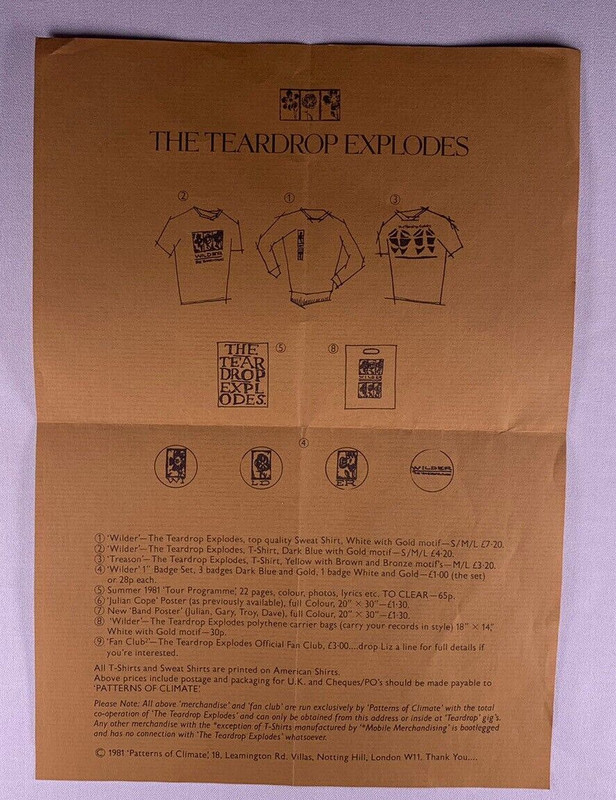 THE TEARDROP EXPLODES
② ① ③
WILDER
THE
TEAR
DROP
EXPL
ODES.
⑤ ⑧
WILDER
④
WI LD ER WILDER
① 'Wilder'— The Teardrop Explodes, top quality Sweat Shirt, White with Gold motif—S/M/L £7·20.
② 'Wilder'— The Teardrop Explodes, T-Shirt, Dark Blue with Gold motif—S/M/L £4·20.
③ 'Treason'— The Teardrop Explodes, T-Shirt, Yellow with Brown and Bronze motif's—M/L £3·20.
④ 'Wilder' 1" Badge Set, 3 badges Dark Blue and Gold, 1 badge White and Gold—£1·00 (the set)
or 28p each.
⑤ Summer 1981 'Tour Programme', 22 pages, colour, photos, lyrics etc. TO CLEAR—65p.
⑥ 'Julian Cope' Poster (as previously available), full Colour, 20" × 30"—£1·30.
⑦ New 'Band Poster' (Julian, Gary, Troy, Dave), full Colour, 20" × 30"—£1·30.
⑧ 'Wilder'— The Teardrop Explodes polythene carrier bags (carry your records in style) 18" × 14,"
White with Gold motif—30p.
⑨ 'Fan Club'— The Teardrop Explodes Official Fan Club, £3·00....drop Liz a line for full details if
you're interested.
All T-Shirts and Sweat Shirts are printed on American Shirts.
Above prices include postage and packaging for U.K. and Cheques/PO's should be made payable to
'PATTERNS OF CLIMATE'.
Please Note: All above 'merchandise' and 'fan club' are run exclusively by 'Patterns of Climate' with the total
co-operation of 'The Teardrop Explodes' and can only be obtained from this address or inside at 'Teardrop' gig's.
Any other merchandise with the *exception of T-Shirts manufactured by '*Mobile Merchandising' is bootlegged
and has no connection with 'The Teardrop Explodes' whatsoever.
© 1981 'Patterns of Climate', 18, Leamington Rd. Villas, Notting Hill, London W11. Thank You....